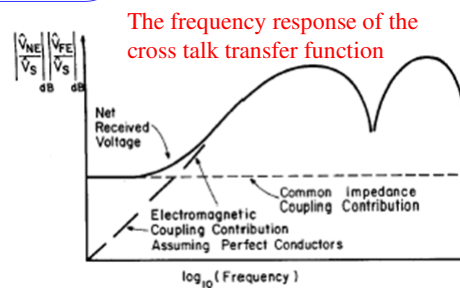 The frequency response of the
cross talk transfer function
|V̂NE/V̂S|dB |V̂FE/V̂S|dB
Net
Received
Voltage
Common Impedance
Coupling Contribution
Electromagnetic
Coupling Contribution
Assuming Perfect Conductors
log10 (Frequency)